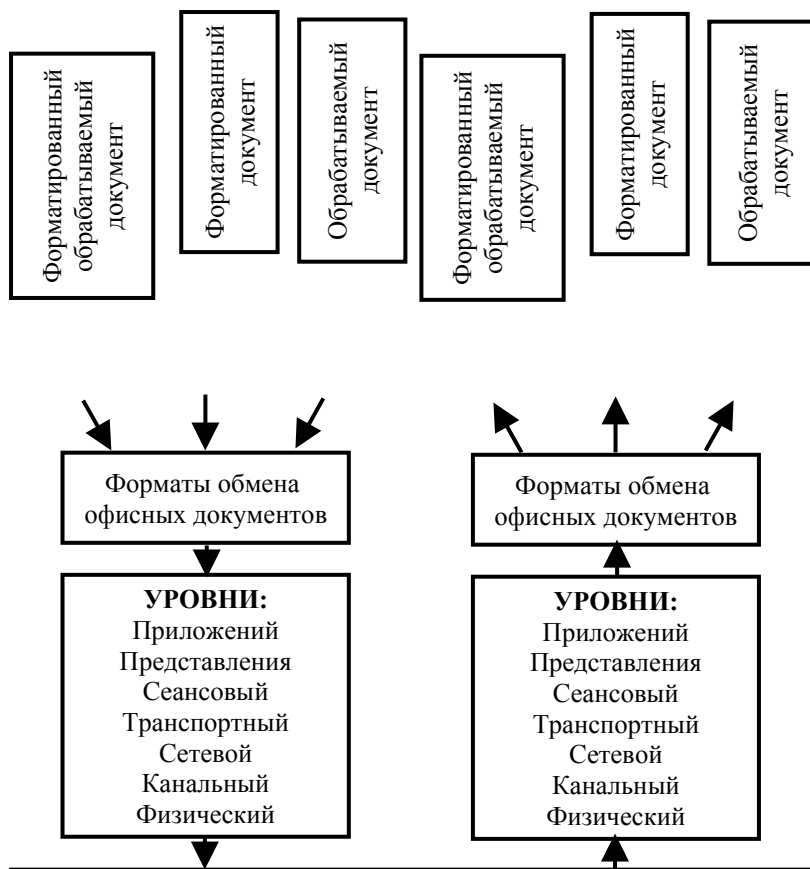 Форматированный
обрабатываемый
документ
Форматированный
документ
Обрабатываемый
документ
Форматированный
обрабатываемый
документ
Форматированный
документ
Обрабатываемый
документ
Форматы обмена
офисных документов
УРОВНИ:
Приложений
Представления
Сеансовый
Транспортный
Сетевой
Канальный
Физический
Форматы обмена
офисных документов
УРОВНИ:
Приложений
Представления
Сеансовый
Транспортный
Сетевой
Канальный
Физический